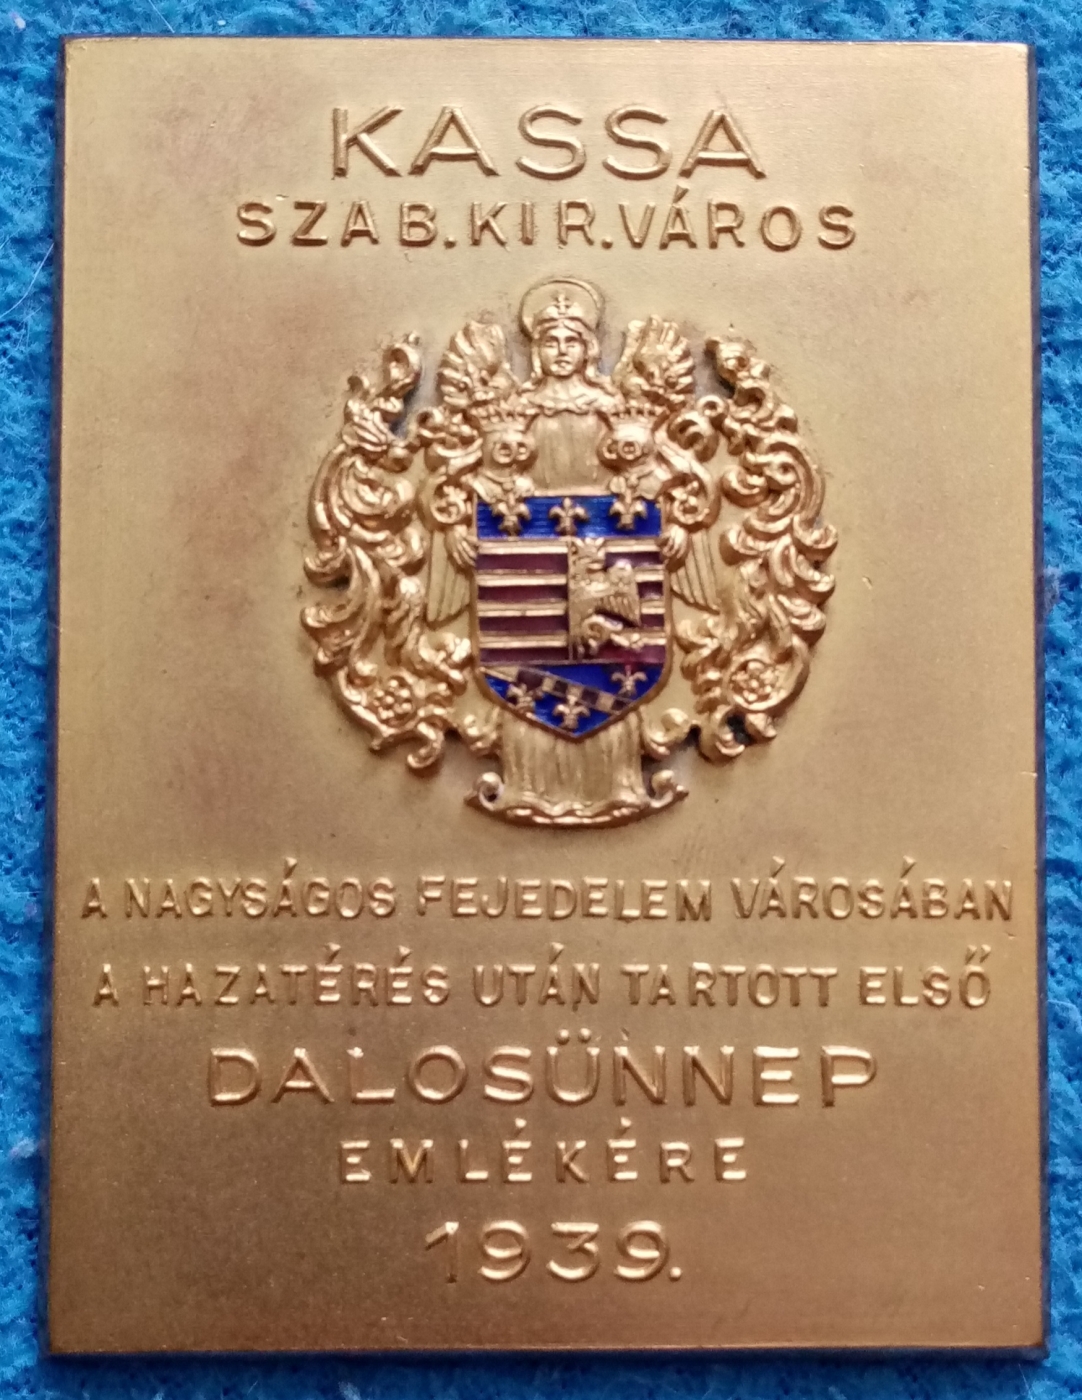 KASSA
SZAB. KIR. VÁROS
A NAGYSÁGOS FEJEDELEM VÁROSÁBAN
A HAZATÉRÉS UTÁN TARTOTT ELSŐ
DALOSÜNNEP
EMLÉKÉRE
1939.